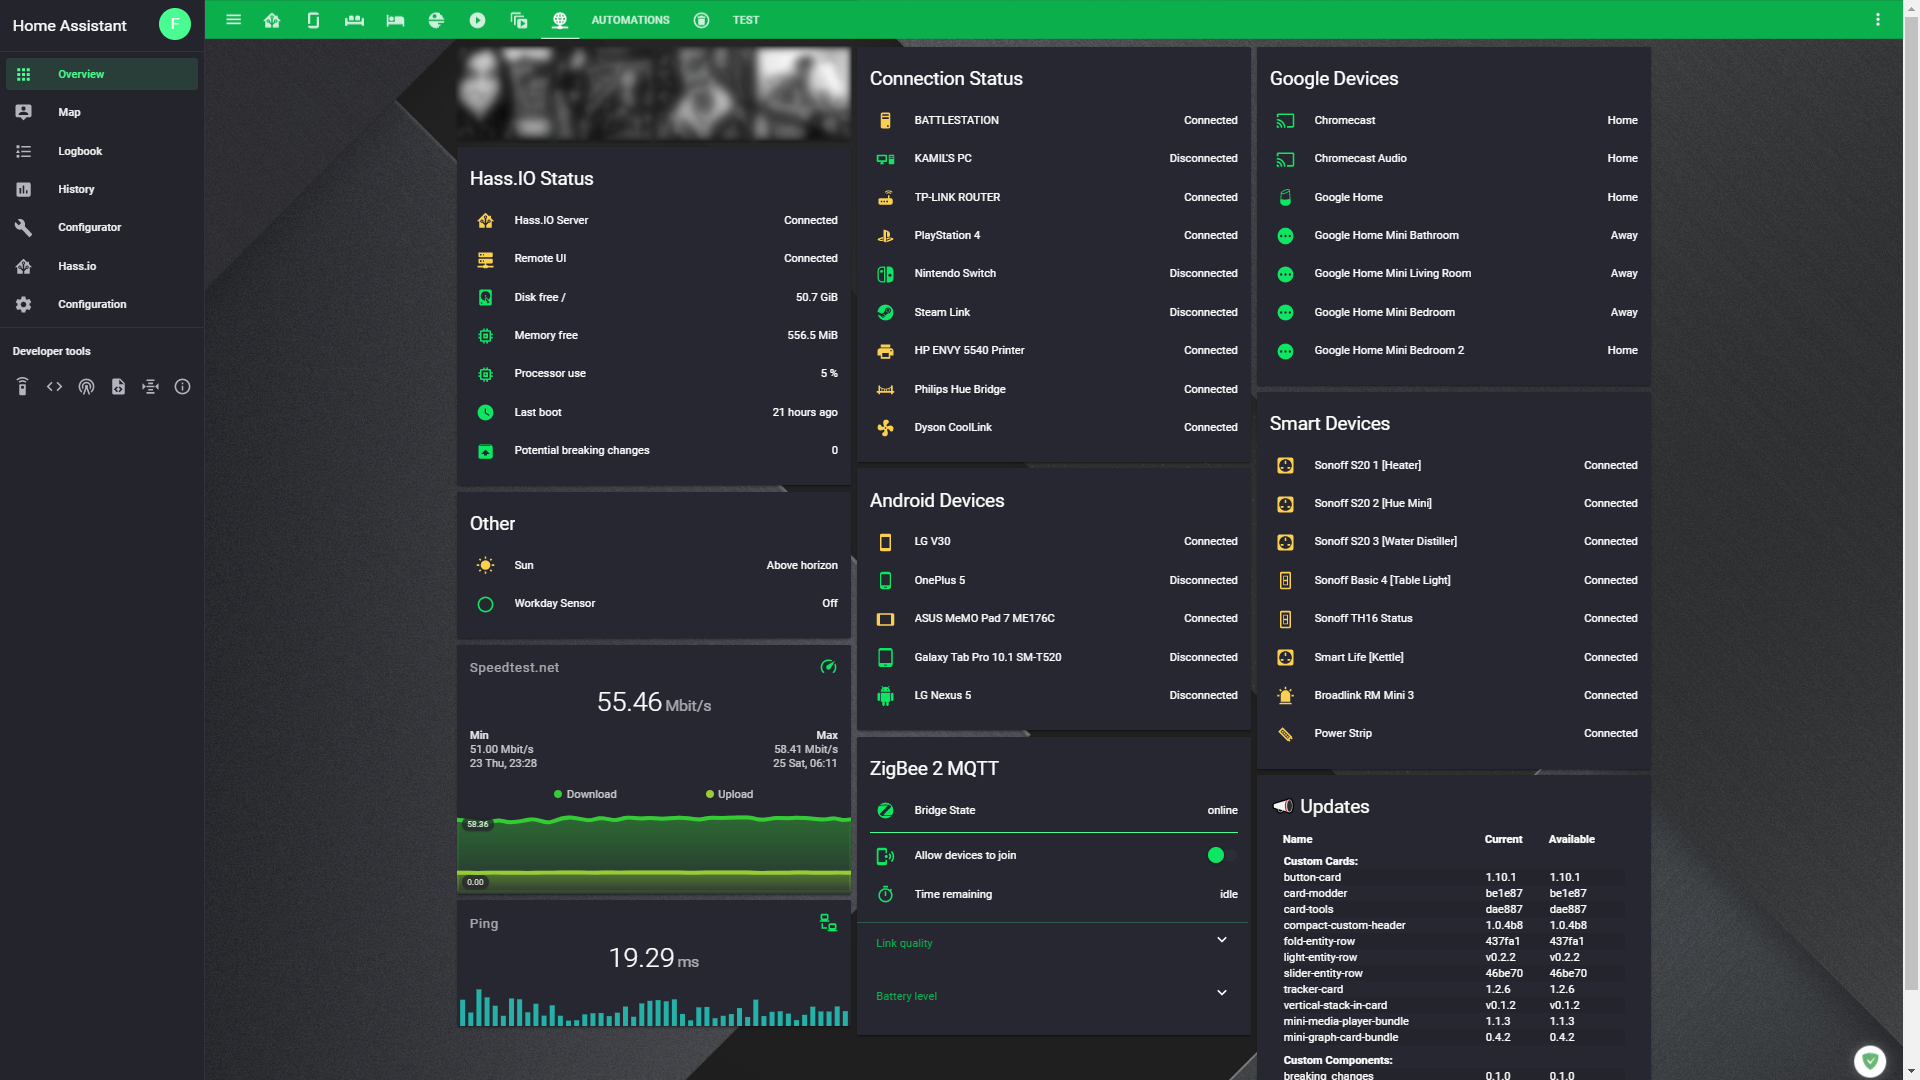 Home Assistant
F
Overview
Map
Logbook
History
Configurator
Hass.io
Configuration
Developer tools
AUTOMATIONS
TEST
Hass.IO Status
Hass.IO Server Connected
Remote UI Connected
Disk free / 50.7 GiB
Memory free 556.5 MiB
Processor use 5 %
Last boot 21 hours ago
Potential breaking changes 0
Other
Sun Above horizon
Workday Sensor Off
Speedtest.net
55.46 Mbit/s
Min Max
51.00 Mbit/s 58.41 Mbit/s
23 Thu, 23:28 25 Sat, 06:11
Download Upload
58.36
0.00
Ping
19.29 ms
Connection Status
BATTLESTATION Connected
KAMIL'S PC Disconnected
TP-LINK ROUTER Connected
PlayStation 4 Connected
Nintendo Switch Disconnected
Steam Link Disconnected
HP ENVY 5540 Printer Connected
Philips Hue Bridge Connected
Dyson CoolLink Connected
Android Devices
LG V30 Connected
OnePlus 5 Disconnected
ASUS MeMO Pad 7 ME176C Connected
Galaxy Tab Pro 10.1 SM-T520 Disconnected
LG Nexus 5 Disconnected
ZigBee 2 MQTT
Bridge State online
Allow devices to join
Time remaining idle
Link quality
Battery level
Google Devices
Chromecast Home
Chromecast Audio Home
Google Home Home
Google Home Mini Bathroom Away
Google Home Mini Living Room Away
Google Home Mini Bedroom Away
Google Home Mini Bedroom 2 Home
Smart Devices
Sonoff S20 1 [Heater] Connected
Sonoff S20 2 [Hue Mini] Connected
Sonoff S20 3 [Water Distiller] Connected
Sonoff Basic 4 [Table Light] Connected
Sonoff TH16 Status Connected
Smart Life [Kettle] Connected
Broadlink RM Mini 3 Connected
Power Strip Connected
Updates
Name Current Available
Custom Cards:
button-card 1.10.1 1.10.1
card-modder be1e87 be1e87
card-tools dae887 dae887
compact-custom-header 1.0.4b8 1.0.4b8
fold-entity-row 437fa1 437fa1
light-entity-row v0.2.2 v0.2.2
slider-entity-row 46be70 46be70
tracker-card 1.2.6 1.2.6
vertical-stack-in-card v0.1.2 v0.1.2
mini-media-player-bundle 1.1.3 1.1.3
mini-graph-card-bundle 0.4.2 0.4.2
Custom Components:
breaking_changes 0.1.0 0.1.0